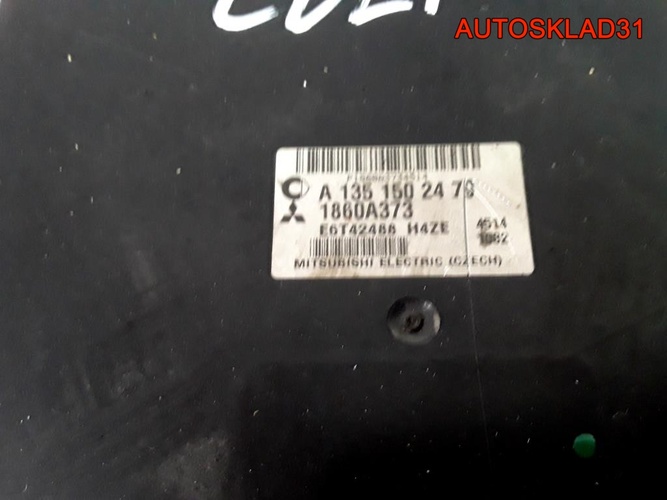 AUTOSKLAD31
A 135 150 24 79
1860A373
E6T42488 H4ZE
4514
MITSUBISHI ELECTRIC (CZECH)